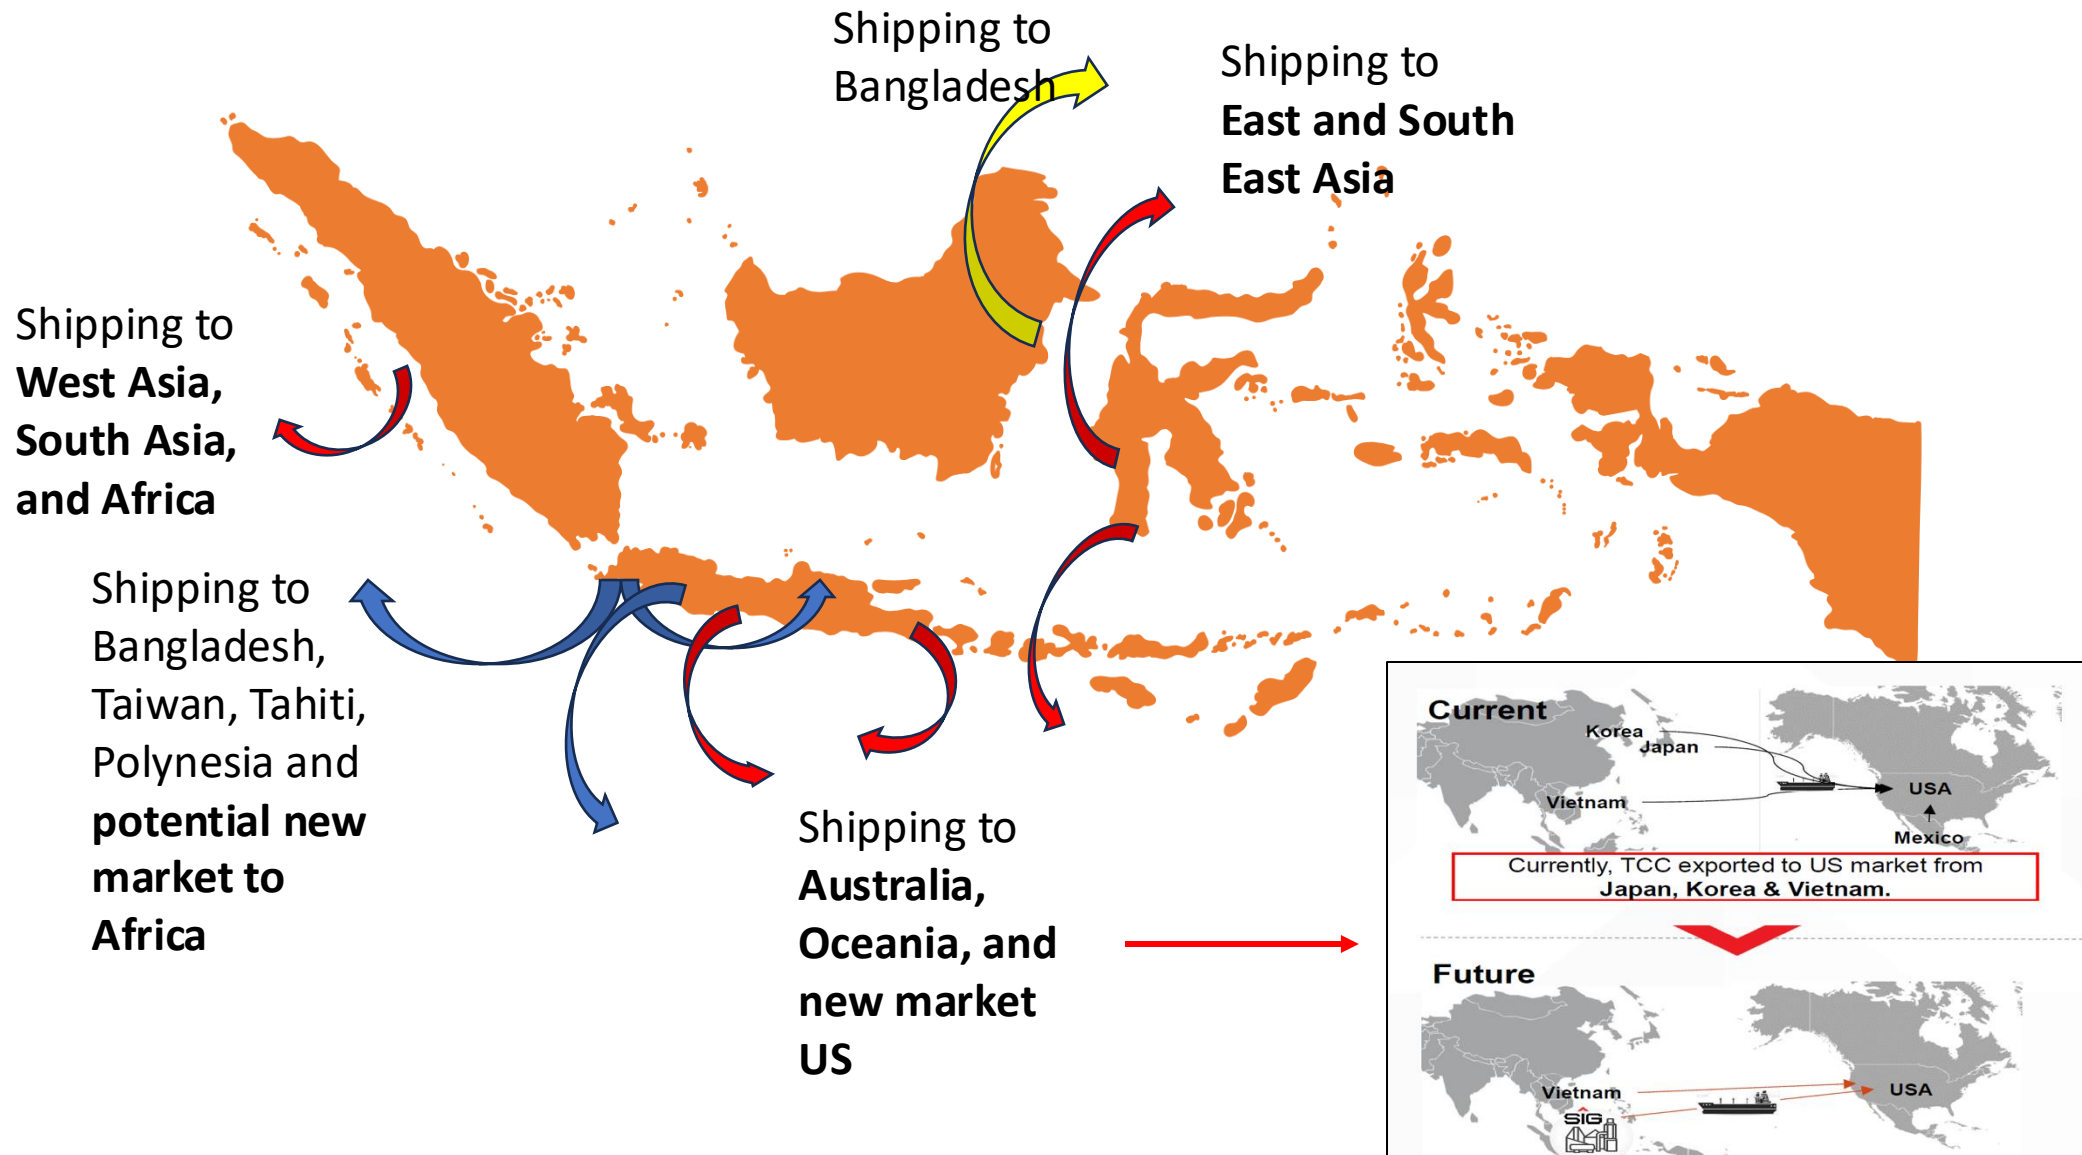 Shipping to
Bangladesh
Shipping to
East and South
East Asia
Shipping to
West Asia,
South Asia,
and Africa
Shipping to
Bangladesh,
Taiwan, Tahiti,
Polynesia and
potential new
market to
Africa
Shipping to
Australia,
Oceania, and
new market
US
Current
Korea
Japan
Vietnam
USA
Mexico
Currently, TCC exported to US market from
Japan, Korea & Vietnam.
Future
Vietnam
USA
SIG